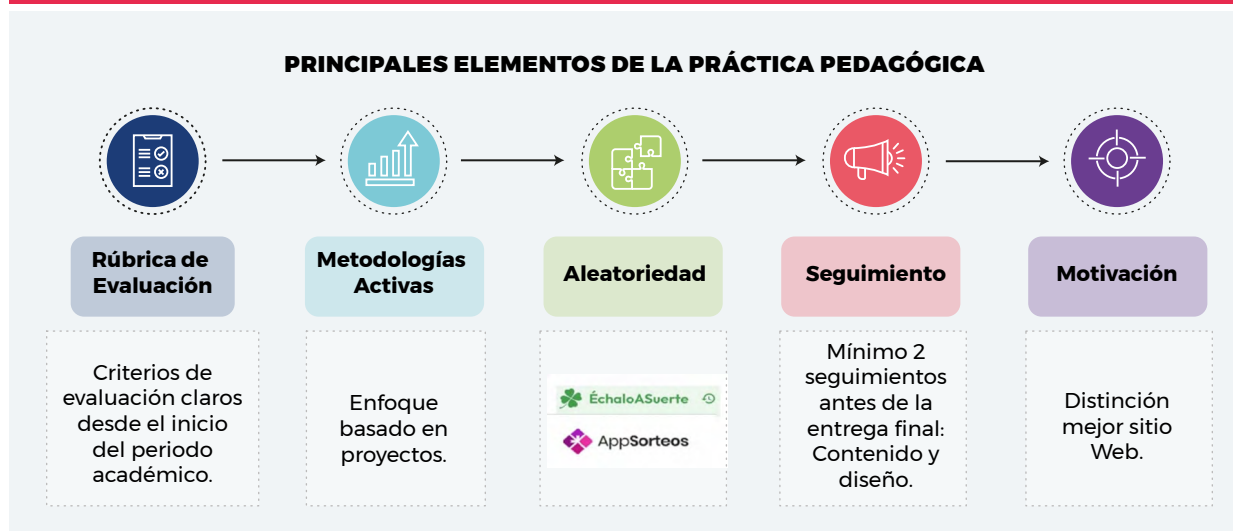 PRINCIPALES ELEMENTOS DE LA PRÁCTICA PEDAGÓGICA
Rúbrica de
Evaluación
Criterios de
evaluación claros
desde el inicio
del periodo
académico.
Metodologías
Activas
Enfoque
basado en
proyectos.
Aleatoriedad
ÉchaloASuerte
AppSorteos
Seguimiento
Mínimo 2
seguimientos
antes de la
entrega final:
Contenido y
diseño.
Motivación
Distinción
mejor sitio
Web.